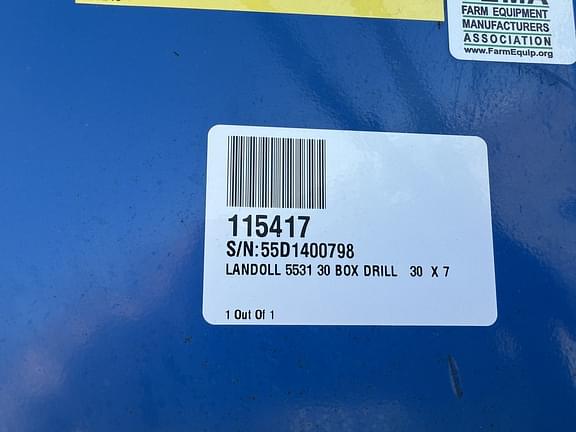 FARM EQUIPMENT
MANUFACTURERS
ASSOCIATION
www.FarmEquip.org
115417
S/N:55D1400798
LANDOLL 5531 30 BOX DRILL 30 X 7
1 Out Of 1